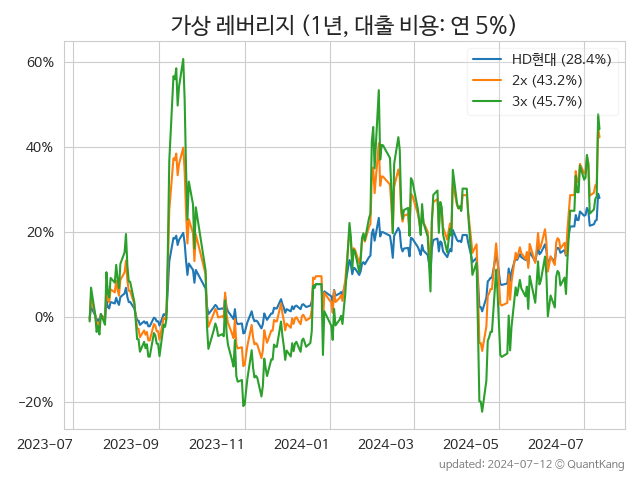 가상 레버리지 (1년, 대출 비용: 연 5%)
HD현대 (28.4%)
2x (43.2%)
3x (45.7%)
60%
40%
20%
0%
−20%
2023-07
2023-09
2023-11
2024-01
2024-03
2024-05
2024-07
updated: 2024-07-12 © QuantKang